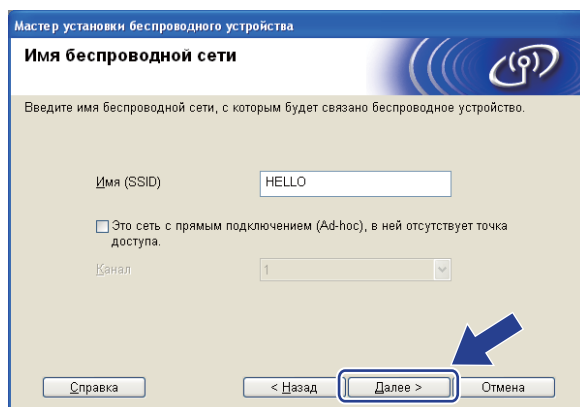 Мастер установки беспроводного устройства
Имя беспроводной сети
Введите имя беспроводной сети, с которым будет связано беспроводное устройство.
Имя (SSID) HELLO
Это сеть с прямым подключением (Ad-hoc), в ней отсутствует точка
доступа.
Канал 1
Справка < Назад Далее > Отмена